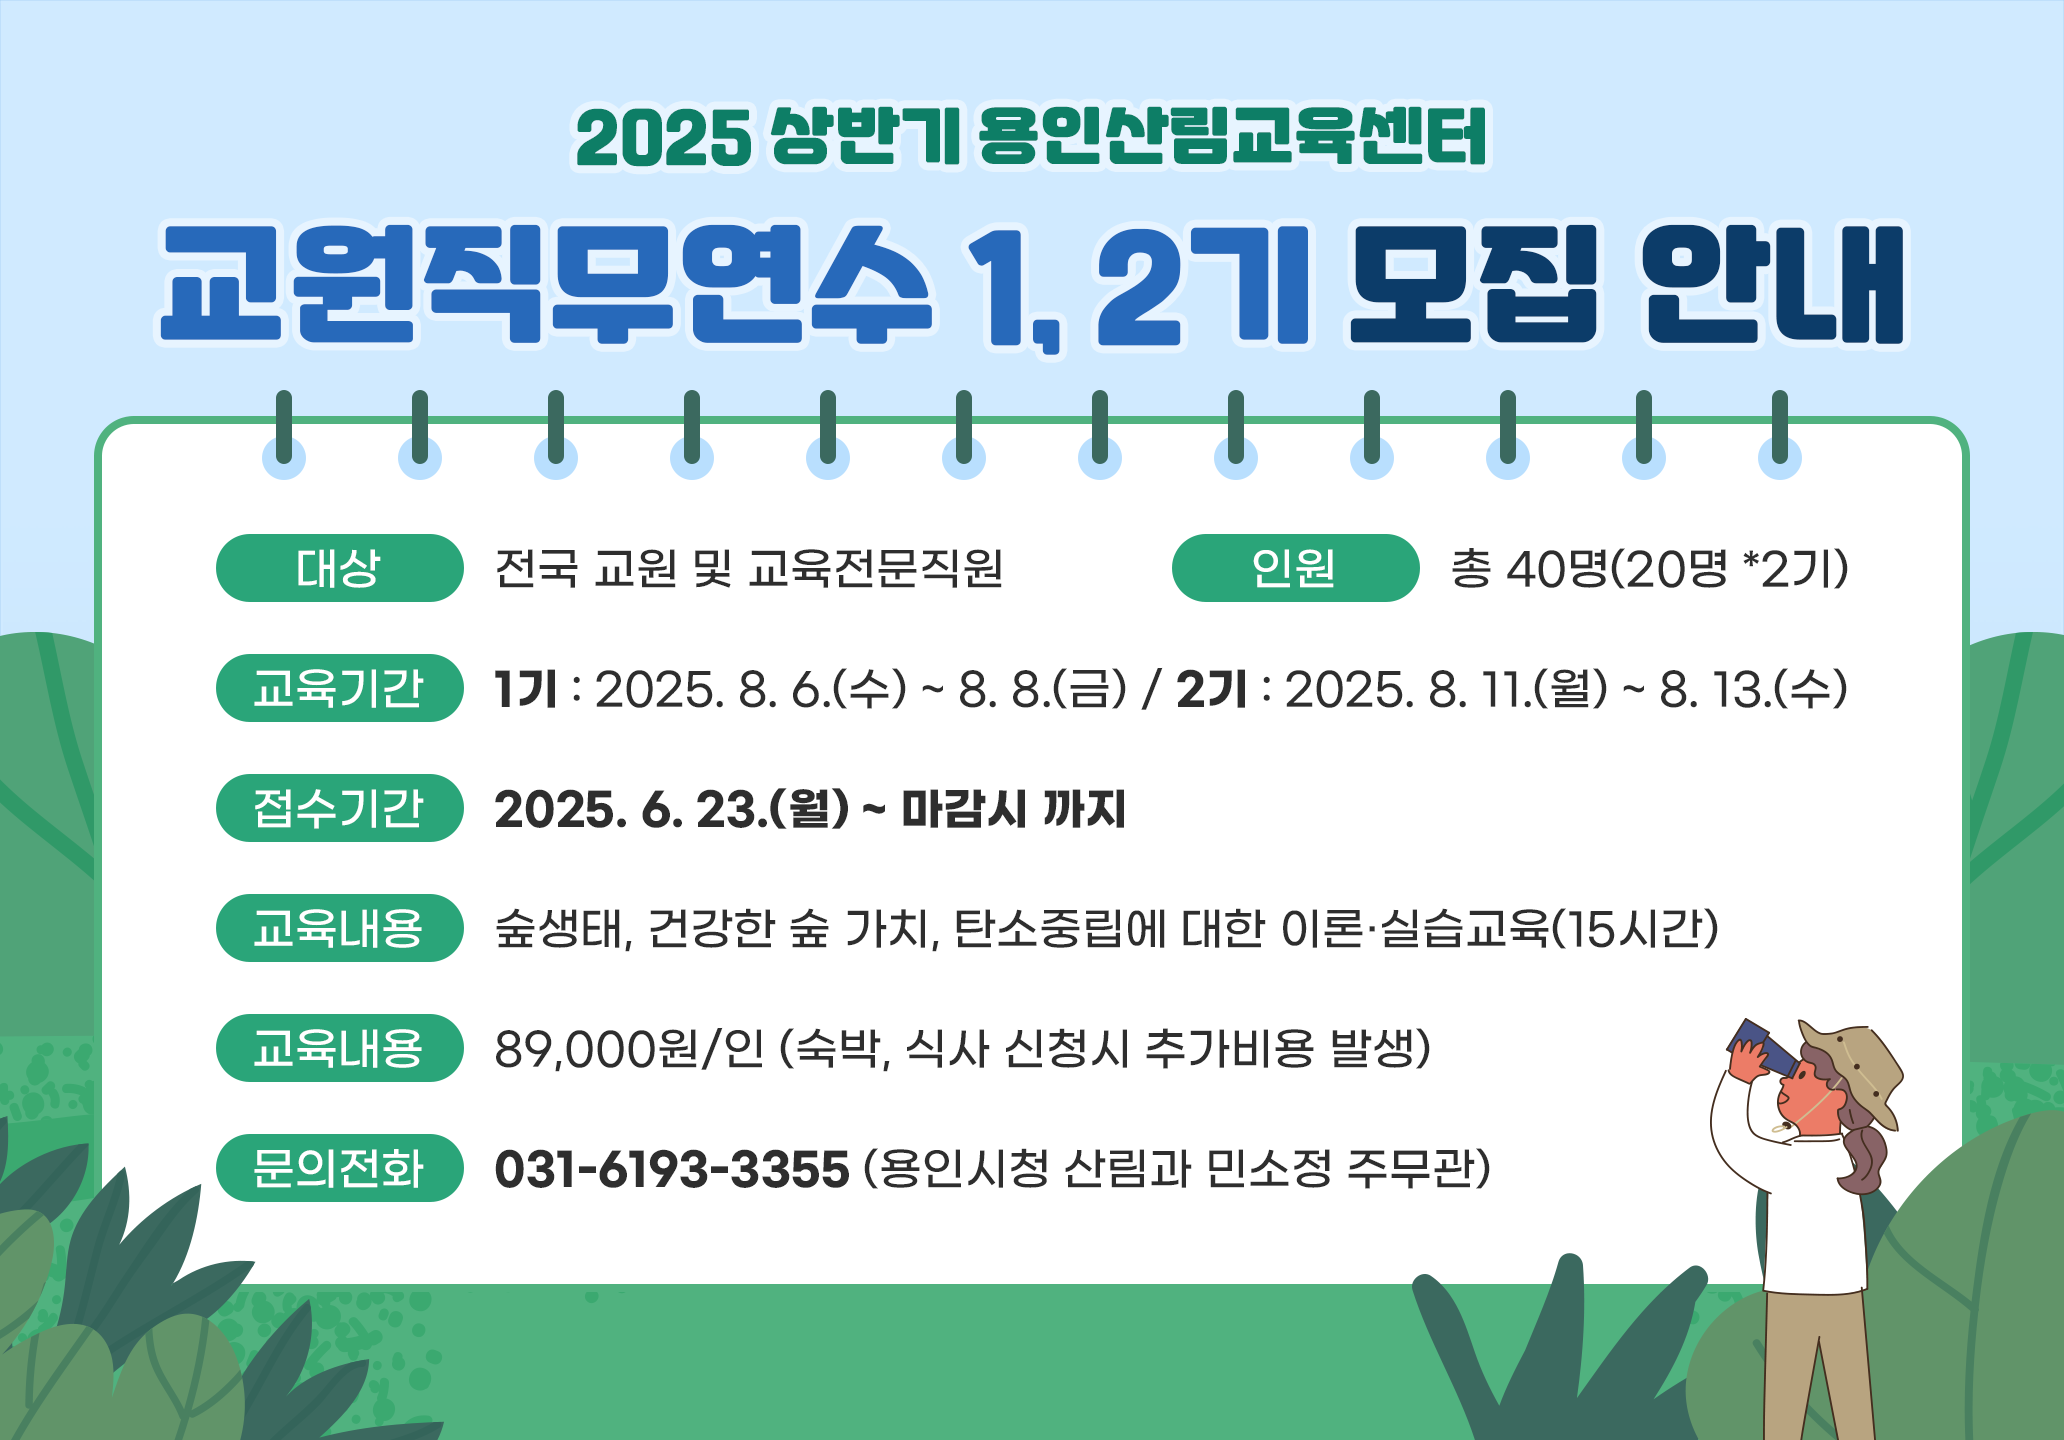 2025 상반기 용인산림교육센터
교원직무연수 1, 2기 모집 안내
대상 전국 교원 및 교육전문직원 인원 총 40명(20명 *2기)
교육기간 1기 : 2025. 8. 6.(수) ~ 8. 8.(금) / 2기 : 2025. 8. 11.(월) ~ 8. 13.(수)
접수기간 2025. 6. 23.(월) ~ 마감시 까지
교육내용 숲생태, 건강한 숲 가치, 탄소중립에 대한 이론·실습교육(15시간)
교육내용 89,000원/인 (숙박, 식사 신청시 추가비용 발생)
문의전화 031-6193-3355 (용인시청 산림과 민소정 주무관)